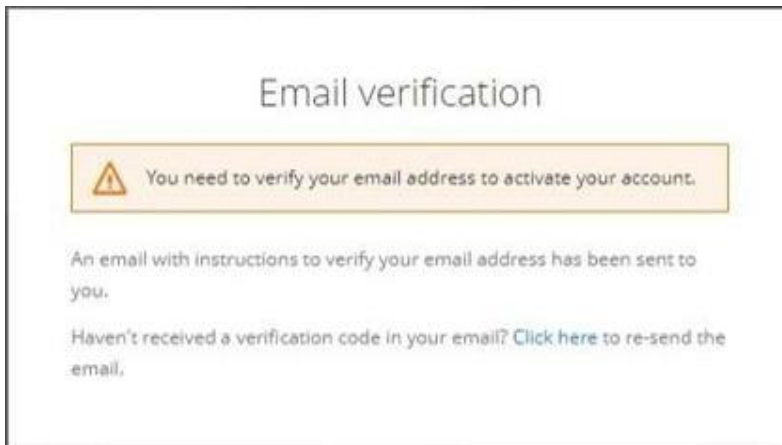 Email verification
You need to verify your email address to activate your account.
An email with instructions to verify your email address has been sent to
you.
Haven't received a verification code in your email? Click here to re-send the
email.